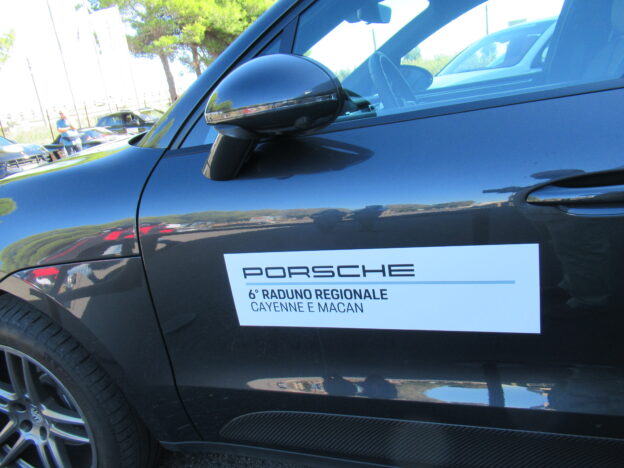 PORSCHE
6° RADUNO REGIONALE
CAYENNE E MACAN